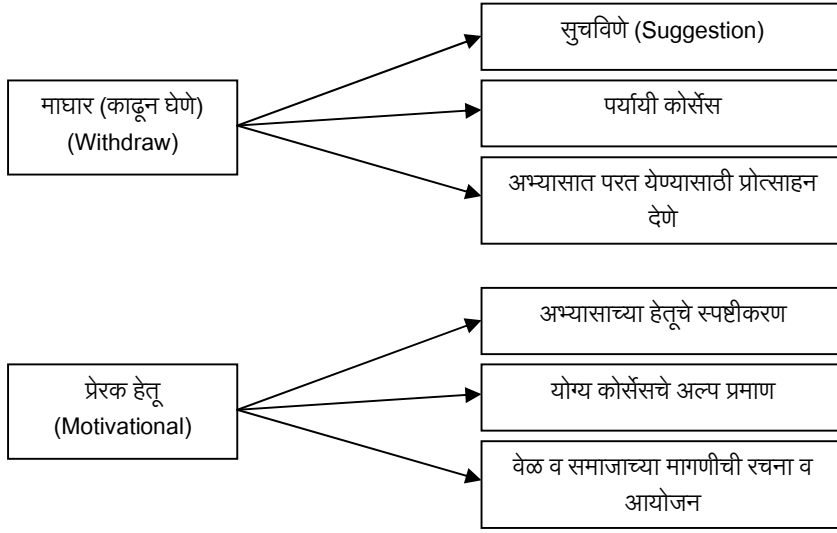 माघार (काढून घेणे)
(Withdraw)
सुचविणे (Suggestion)
पर्यायी कोर्सेस
अभ्यासात परत येण्यासाठी प्रोत्साहन
देणे
प्रेरक हेतू
(Motivational)
अभ्यासाच्या हेतूचे स्पष्टीकरण
योग्य कोर्सेसचे अल्प प्रमाण
वेळ व समाजाच्या मागणीची रचना व
आयोजन